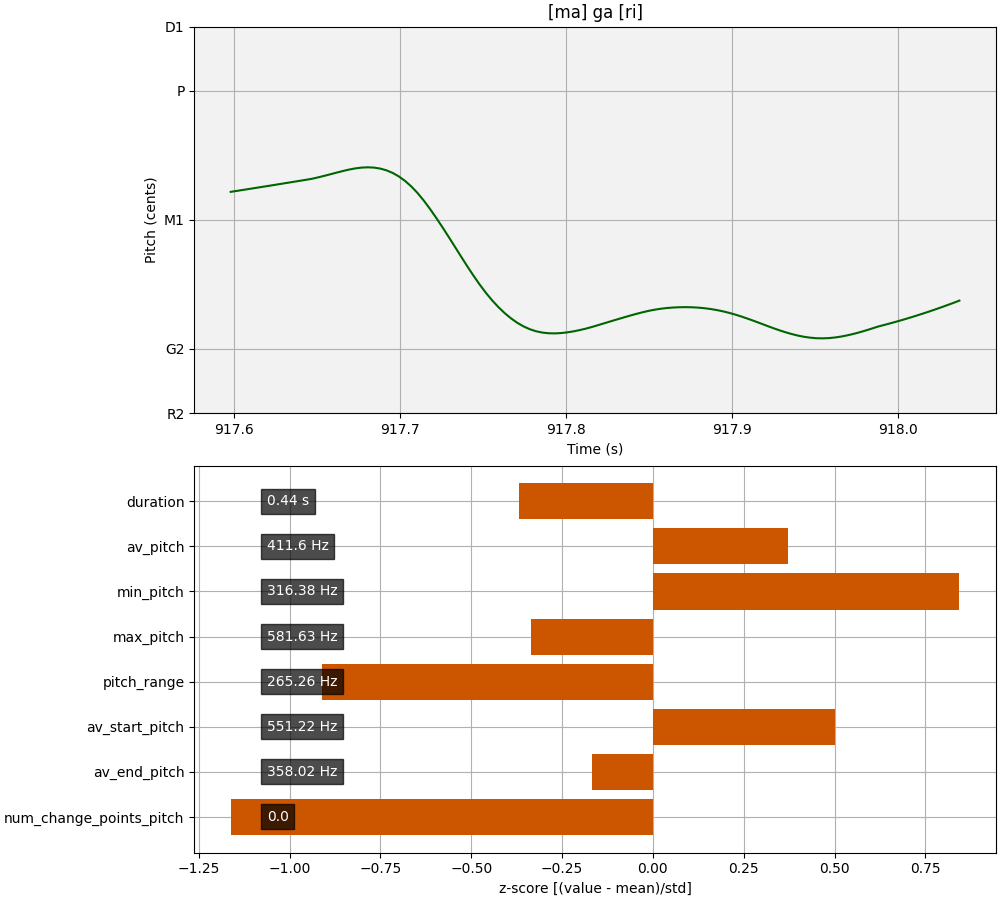 [ma] ga [ri]
D1
P
M1
G2
R2
Pitch (cents)
917.6 917.7 917.8 917.9 918.0
Time (s)
duration 0.44 s
av_pitch 411.6 Hz
min_pitch 316.38 Hz
max_pitch 581.63 Hz
pitch_range 265.26 Hz
av_start_pitch 551.22 Hz
av_end_pitch 358.02 Hz
num_change_points_pitch 0.0
−1.25 −1.00 −0.75 −0.50 −0.25 0.00 0.25 0.50 0.75
z-score [(value - mean)/std]